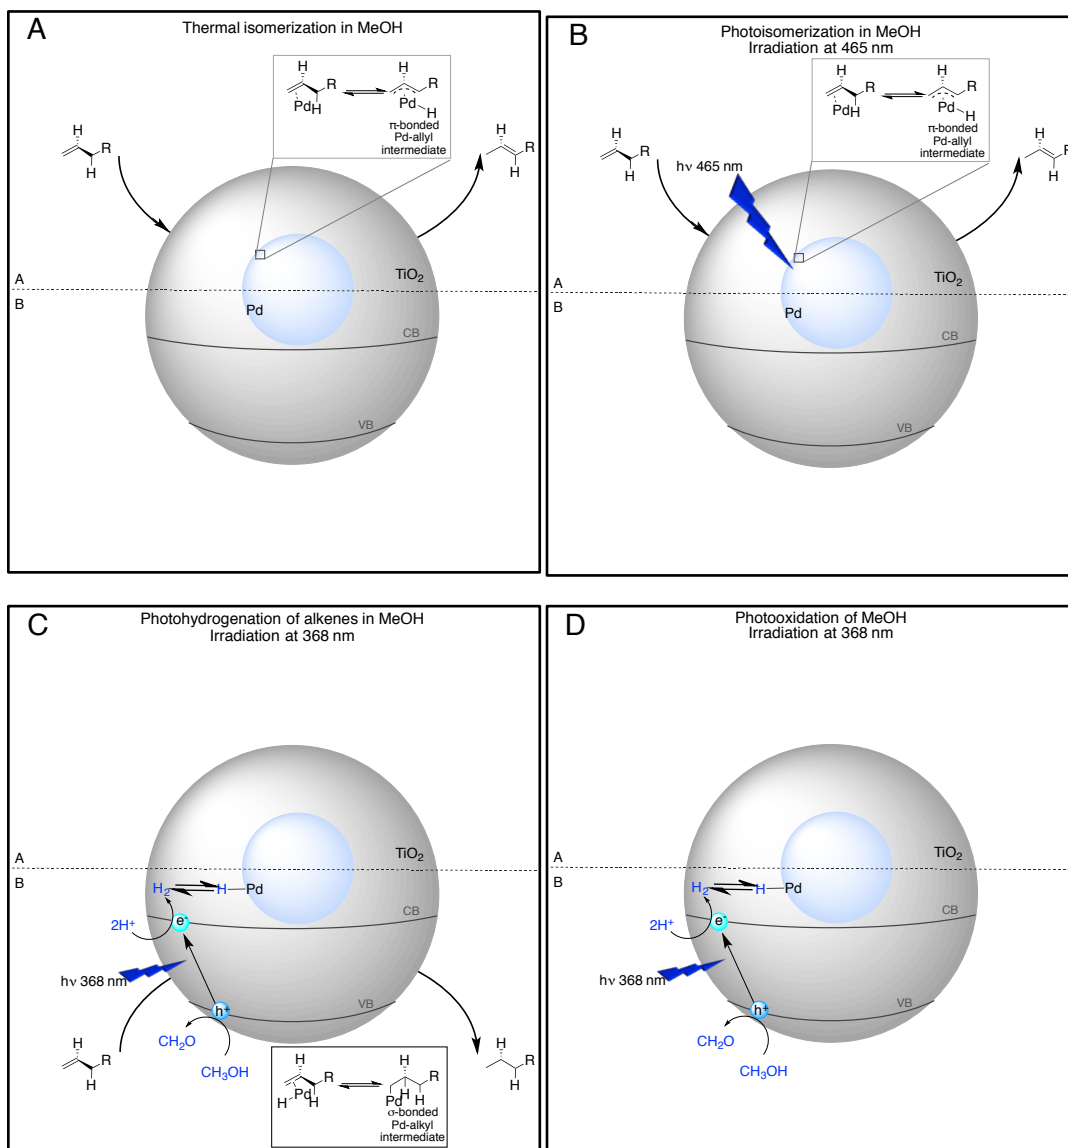 A
Thermal isomerization in MeOH
H
R
Pd
H
H
R
Pd
H
π-bonded
Pd-allyl
intermediate
H
R
H
H
R
H
TiO2
A
B
Pd
CB
VB
B
Photoisomerization in MeOH
Irradiation at 465 nm
H
R
Pd
H
H
R
Pd
H
π-bonded
Pd-allyl
intermediate
H
R
H
hν 465 nm
H
R
H
TiO2
A
B
Pd
CB
VB
C
Photohydrogenation of alkenes in MeOH
Irradiation at 368 nm
TiO2
A
B
H2
H
Pd
CB
e-
2H+
hν 368 nm
h+
VB
CH2O
CH3OH
H
R
H
H
R
H
Pd
H
H
R
Pd
H
H
σ-bonded
Pd-alkyl
intermediate
H
R
H
D
Photooxidation of MeOH
Irradiation at 368 nm
TiO2
A
B
H2
H
Pd
CB
e-
2H+
hν 368 nm
h+
VB
CH2O
CH3OH